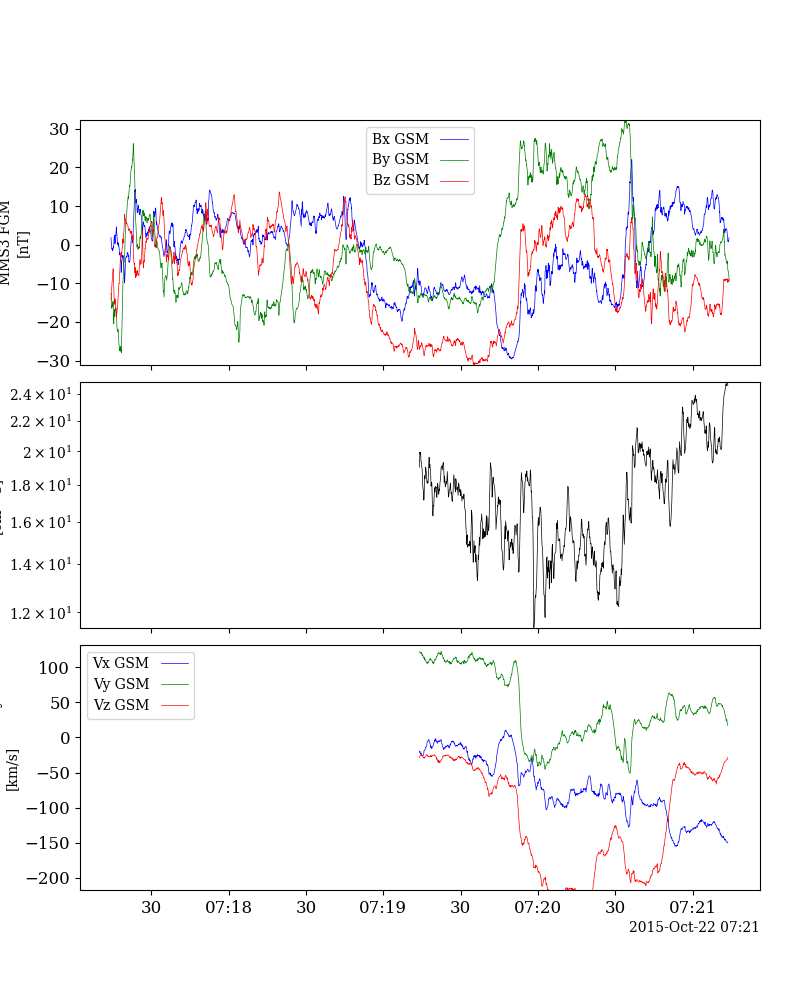 MMS3 FGM
[nT]
30
20
10
0
−10
−20
−30
Bx GSM
By GSM
Bz GSM
2.4 × 10¹
2.2 × 10¹
2 × 10¹
1.8 × 10¹
1.6 × 10¹
1.4 × 10¹
1.2 × 10¹
[km/s]
100
50
0
−50
−100
−150
−200
Vx GSM
Vy GSM
Vz GSM
30 07:18 30 07:19 30 07:20 30 07:21
2015-Oct-22 07:21